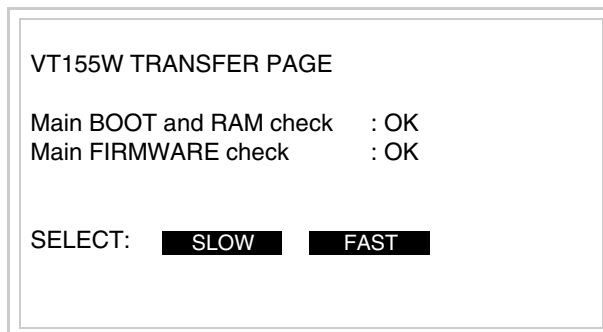 VT155W TRANSFER PAGE
Main BOOT and RAM check : OK
Main FIRMWARE check : OK
SELECT: SLOW FAST